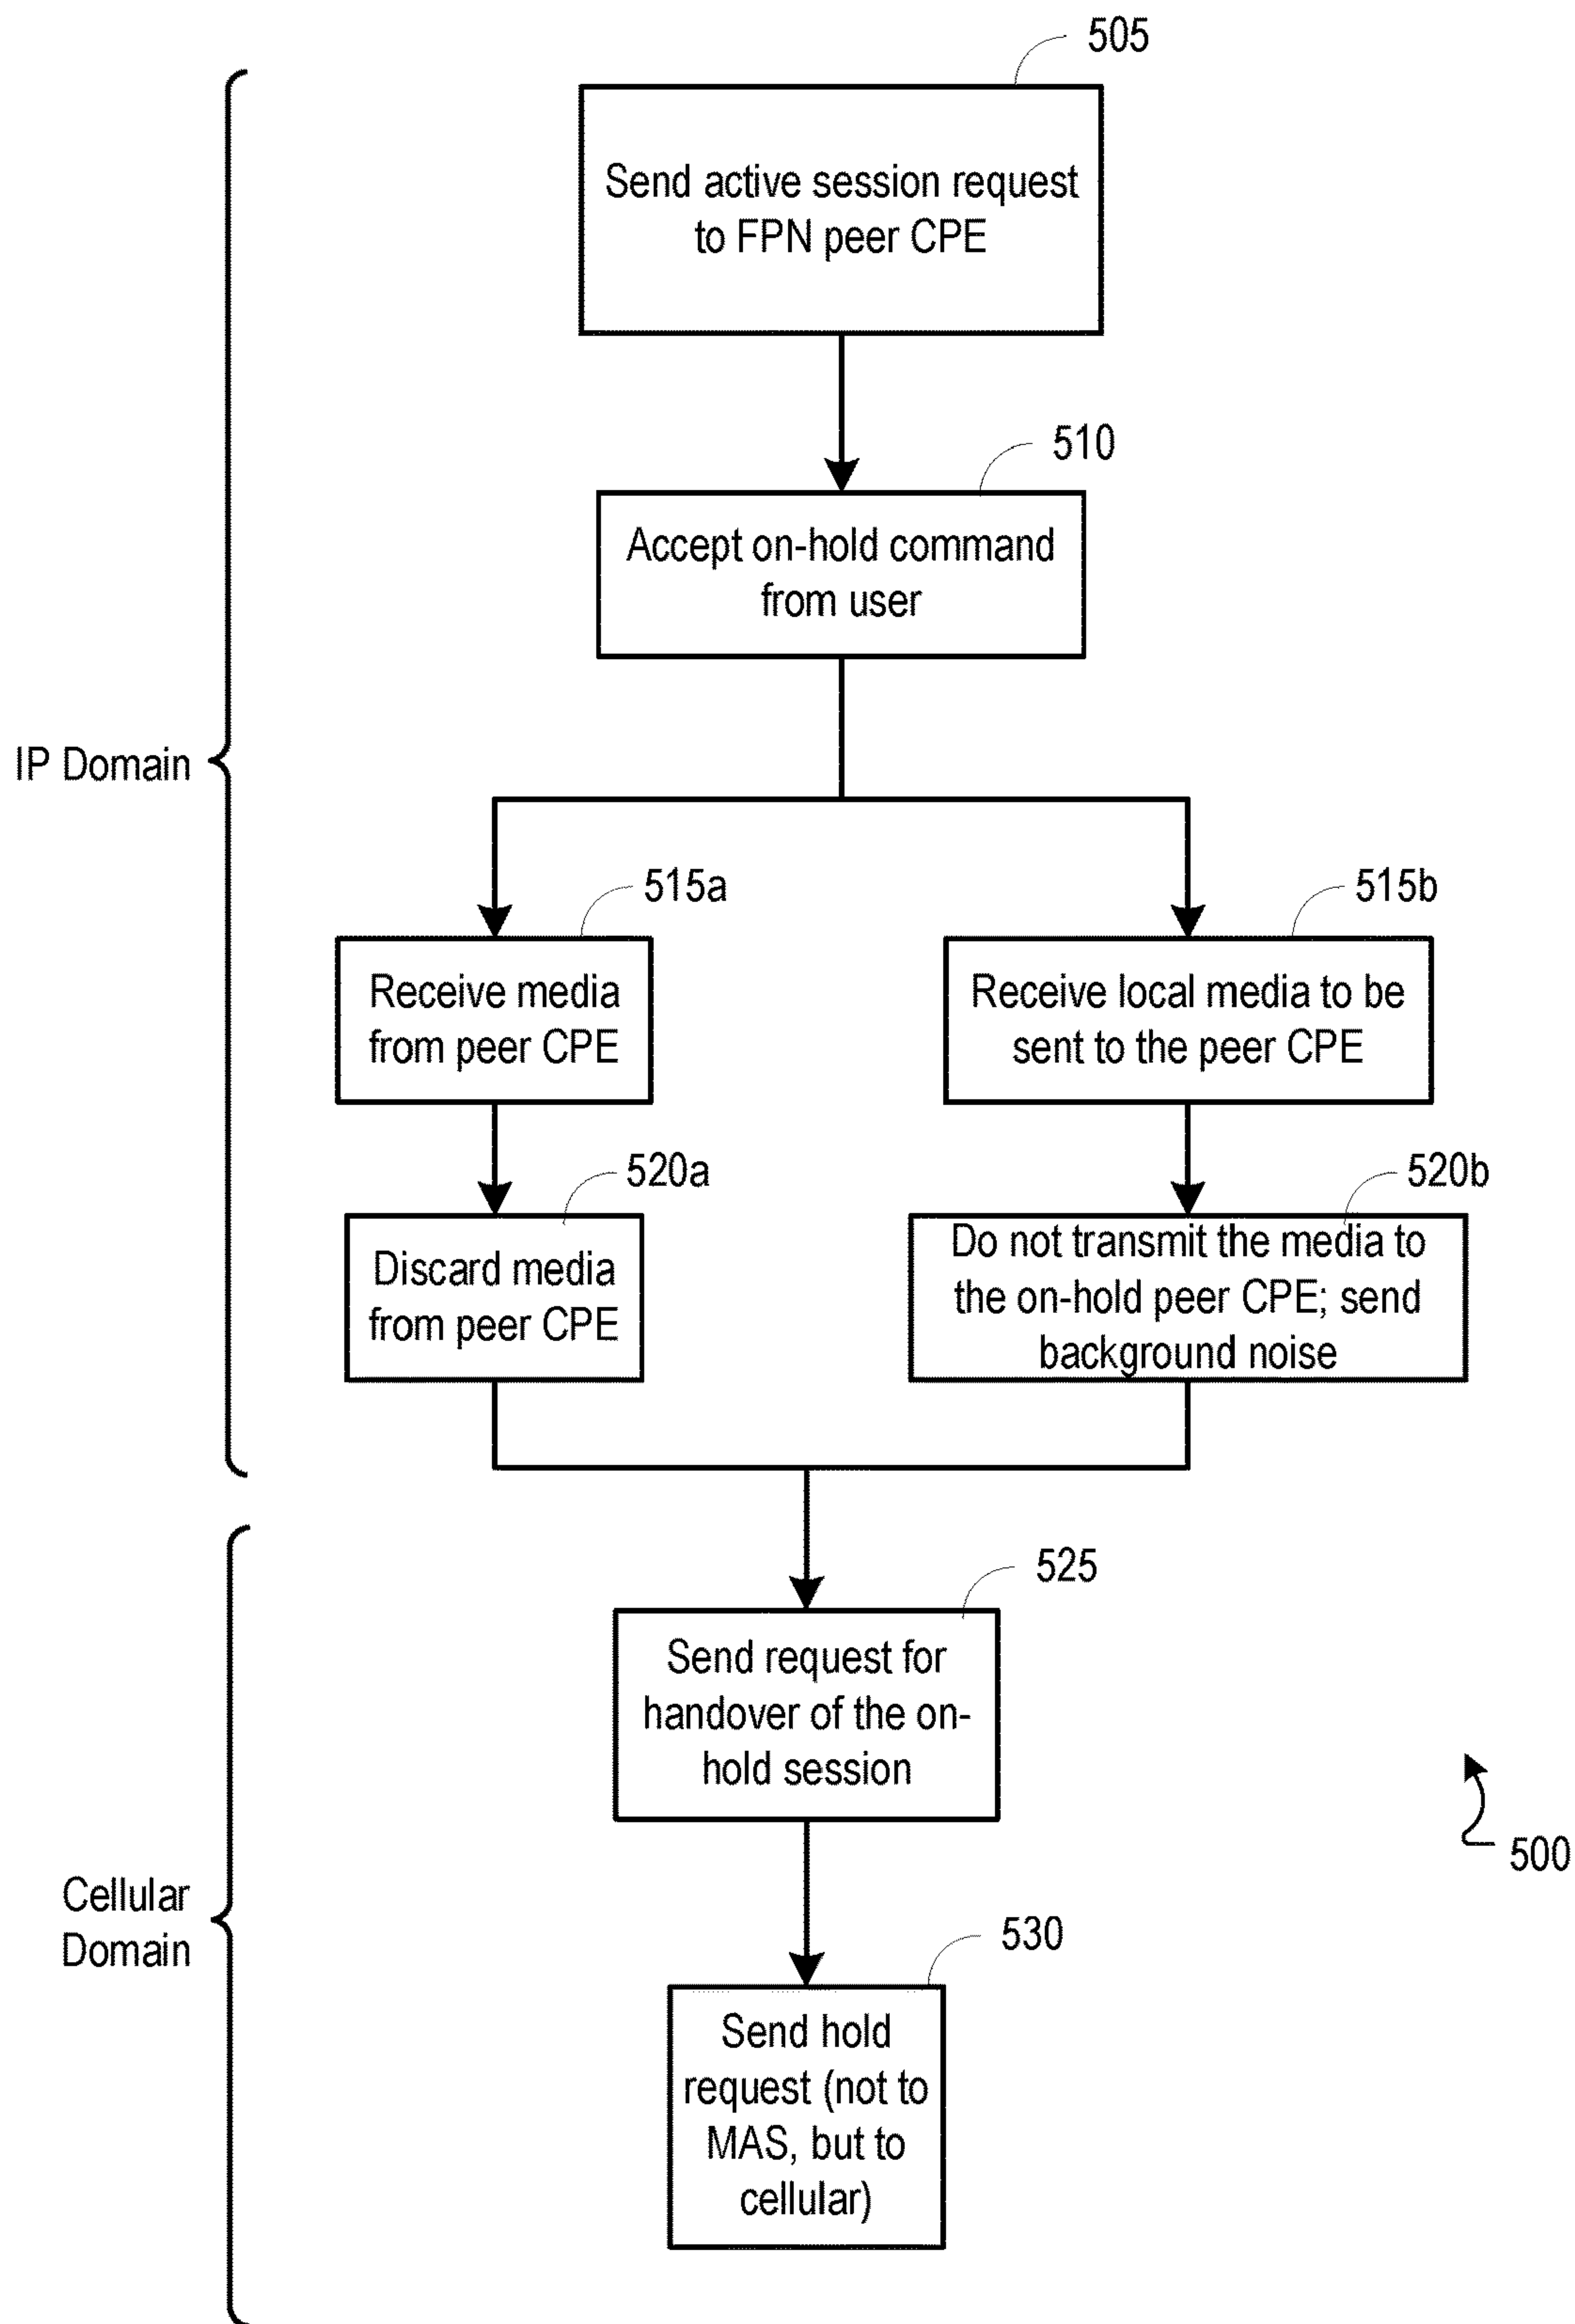 505
Send active session request
to FPN peer CPE
510
Accept on-hold command
from user
IP Domain
515a
515b
Receive media
from peer CPE
Receive local media to be
sent to the peer CPE
520a
520b
Discard media
from peer CPE
Do not transmit the media to
the on-hold peer CPE; send
background noise
525
Send request for
handover of the on-
hold session
500
Cellular
Domain
530
Send hold
request (not to
MAS, but to
cellular)